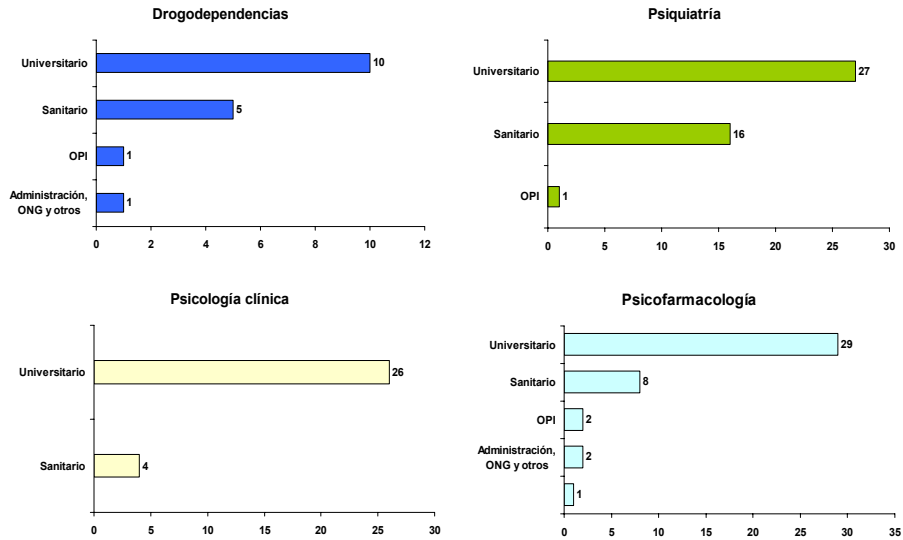 Drogodependencias
Universitario
10
Sanitario
5
OPI
1
Administración,
ONG y otros
1
0 2 4 6 8 10 12
Psiquiatría
Universitario
27
Sanitario
16
OPI
1
0 5 10 15 20 25 30
Psicología clínica
Universitario
26
Sanitario
4
0 5 10 15 20 25 30
Psicofarmacología
Universitario
29
Sanitario
8
OPI
2
Administración,
ONG y otros
2
1
0 5 10 15 20 25 30 35